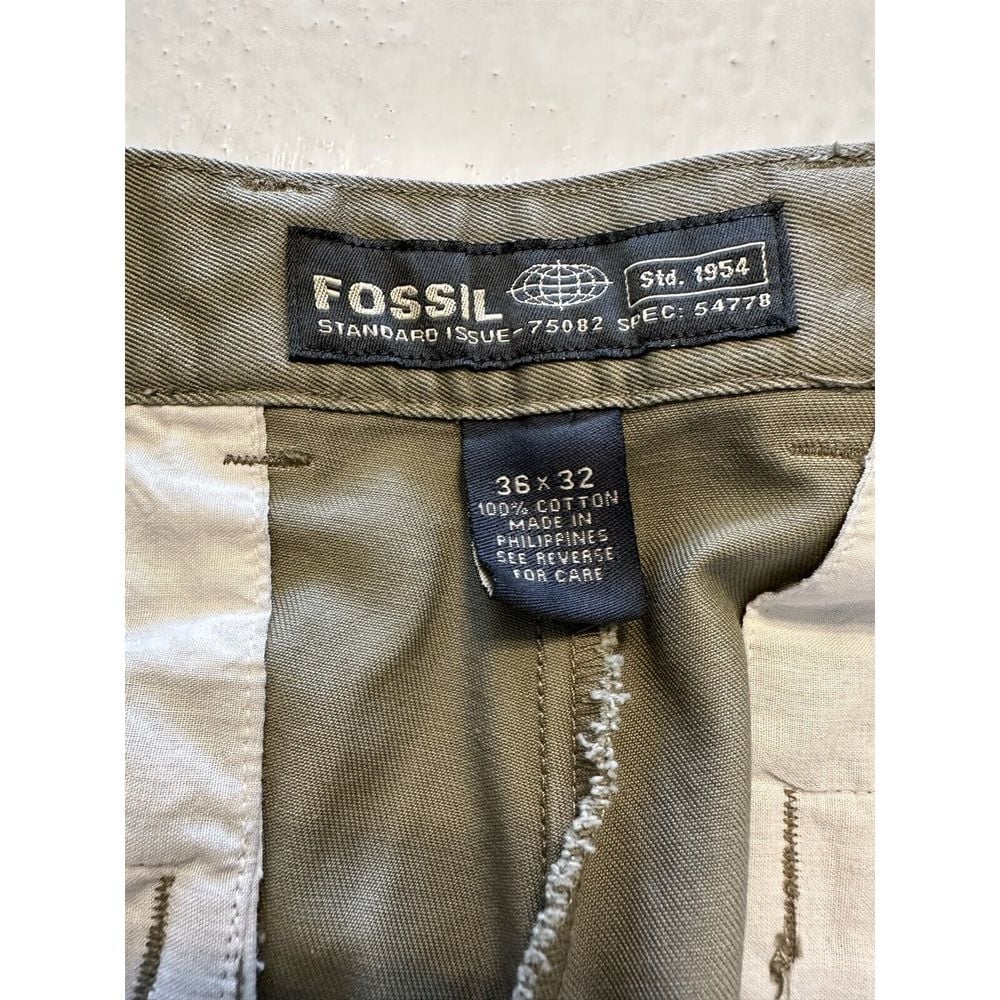 FOSSIL
Std. 1954
STANDARD ISSUE-75082 SPEC: 54778
36 x 32
100% COTTON
MADE IN
PHILIPPINES
SEE REVERSE
FOR CARE